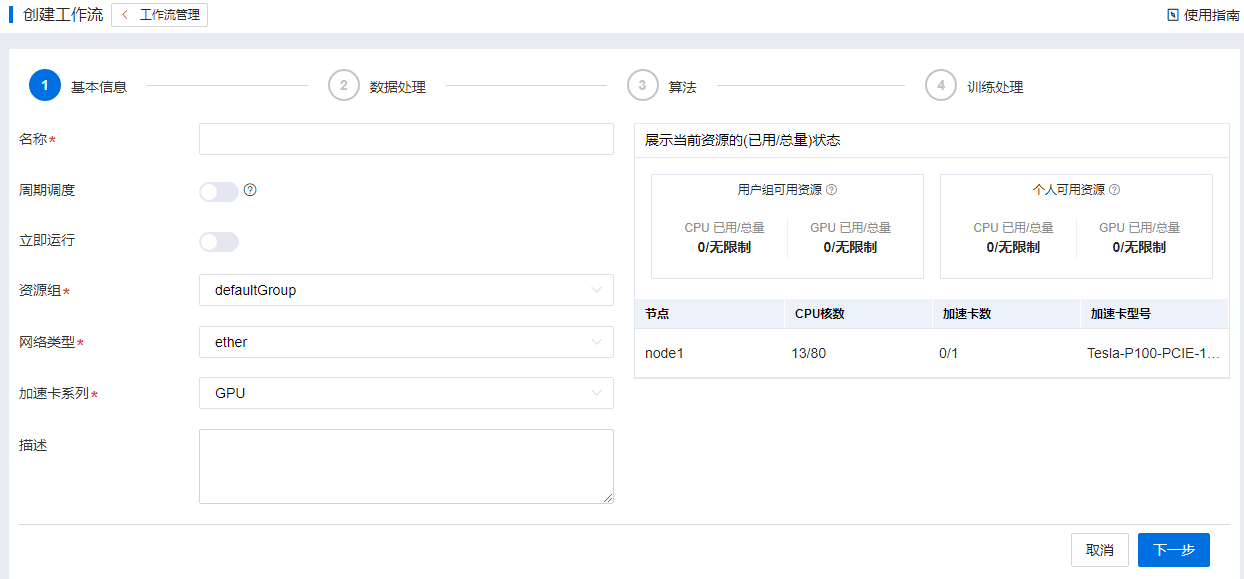 创建工作流 工作流管理 使用指南
1 基本信息 2 数据处理 3 算法 4 训练处理
名称*
周期调度
立即运行
资源组* defaultGroup
网络类型* ether
加速卡系列* GPU
描述
展示当前资源的(已用/总量)状态
用户组可用资源
CPU 已用/总量 GPU 已用/总量
0/无限制 0/无限制
个人可用资源
CPU 已用/总量 GPU 已用/总量
0/无限制 0/无限制
节点 CPU核数 加速卡数 加速卡型号
node1 13/80 0/1 Tesla-P100-PCIE-1...
取消 下一步